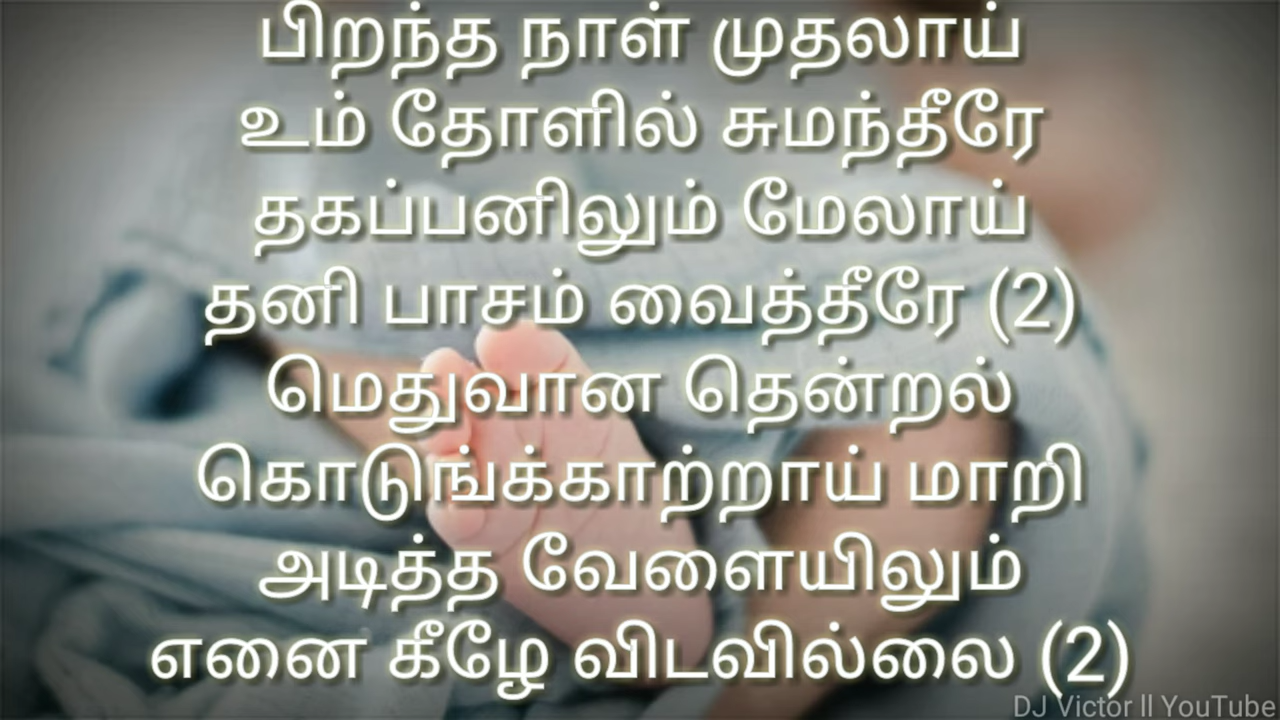 பிறந்த நாள் முதலாய்
உம் தோளில் சுமந்தீரே
தகப்பனிலும் மேலாய்
தனி பாசம் வைத்தீரே (2)
மெதுவான தென்றல்
கொடுங்க்காற்றாய் மாறி
அடித்த வேளையிலும்
எனை கீழே விடவில்லை (2)
DJ Victor ll YouTube